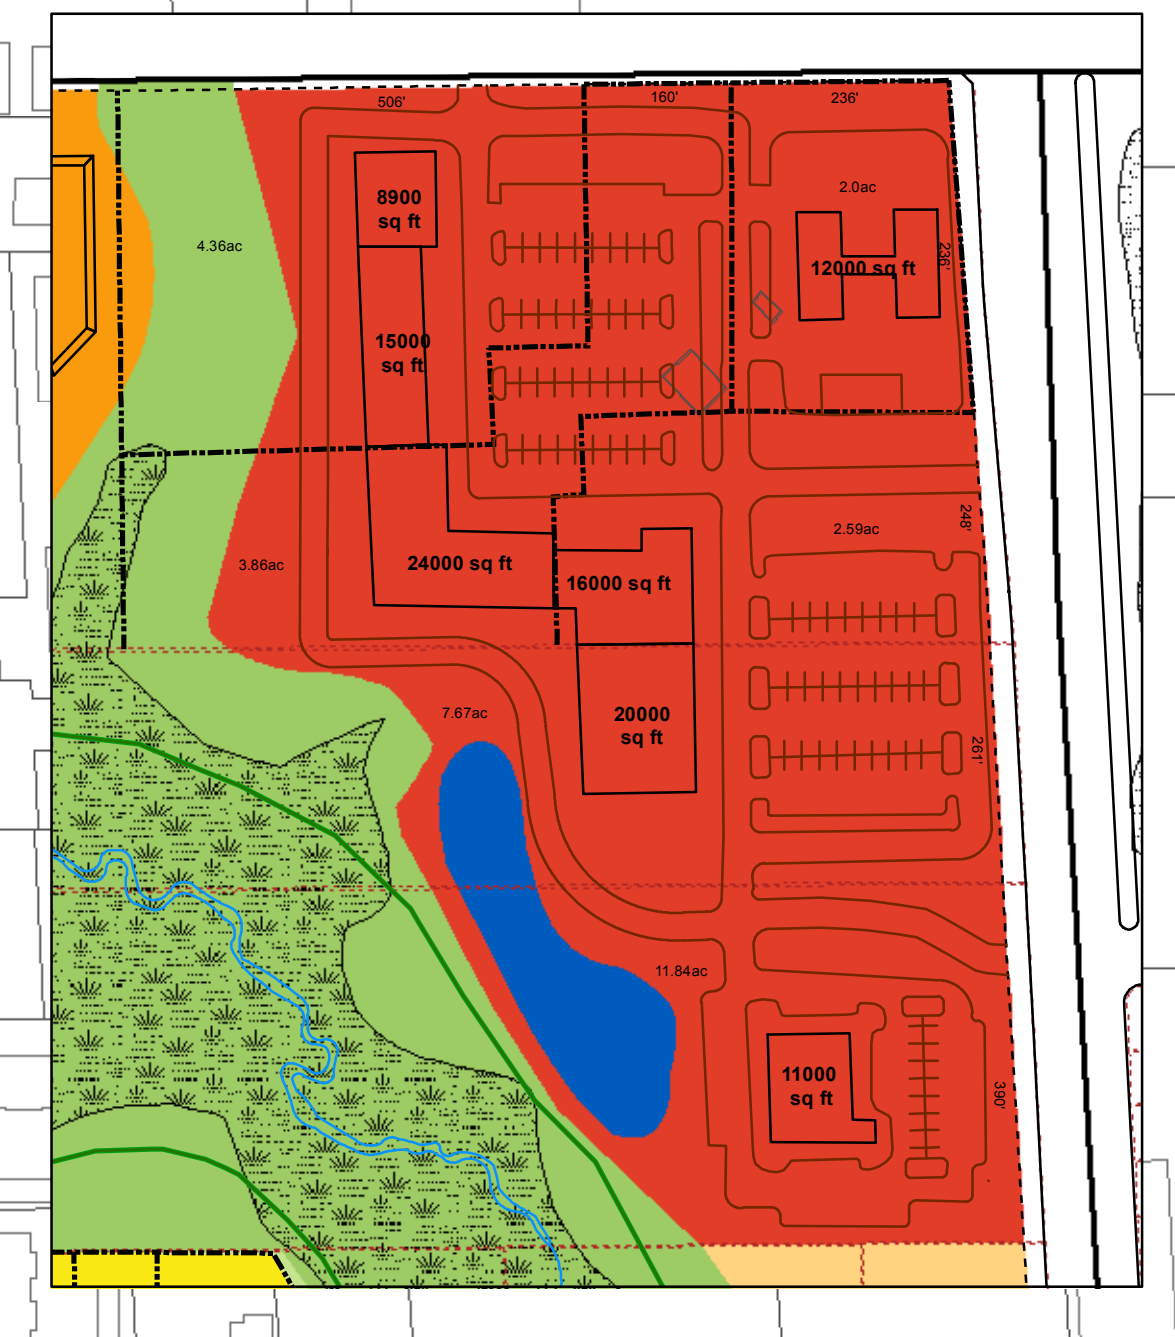 506'
160'
236'
2.0ac
8900
sq ft
4.36ac
236'
12000 sq ft
15000
sq ft
248'
2.59ac
3.86ac
24000 sq ft
16000 sq ft
7.67ac
20000
sq ft
261'
11.84ac
11000
sq ft
390'